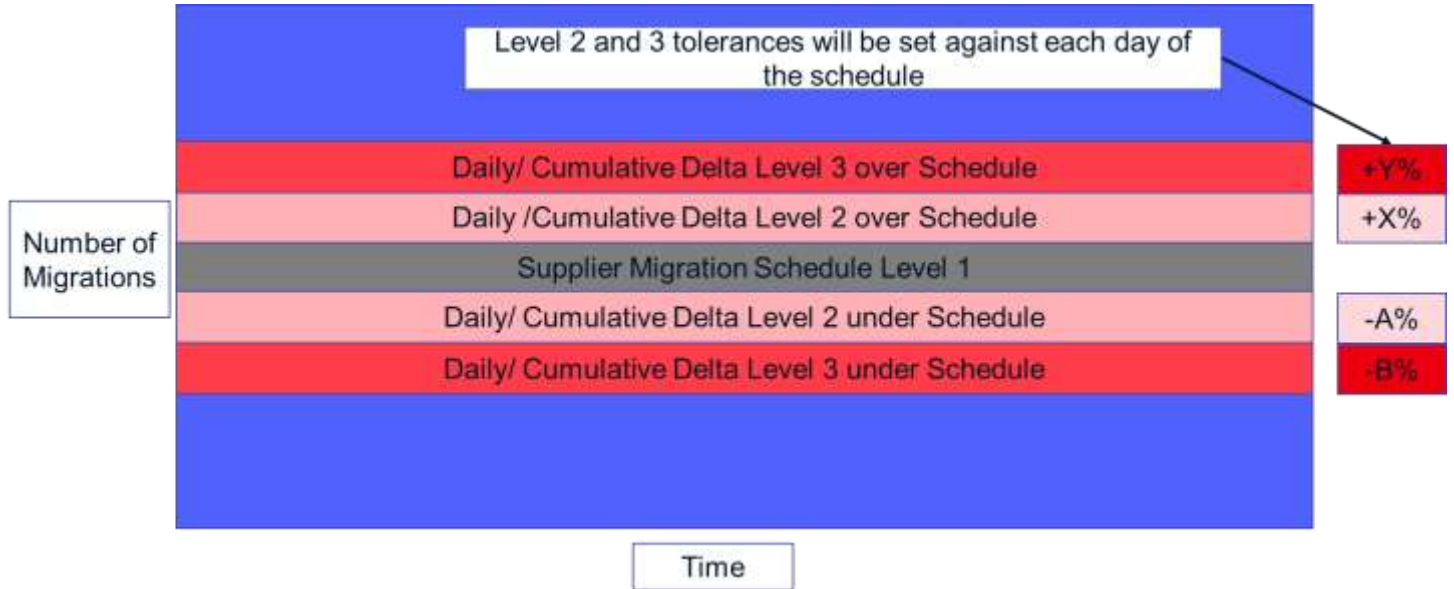 Level 2 and 3 tolerances will be set against each day of
the schedule
Daily/ Cumulative Delta Level 3 over Schedule
+Y%
Daily /Cumulative Delta Level 2 over Schedule
+X%
Number of
Migrations
Supplier Migration Schedule Level 1
Daily/ Cumulative Delta Level 2 under Schedule
-A%
Daily/ Cumulative Delta Level 3 under Schedule
-B%
Time